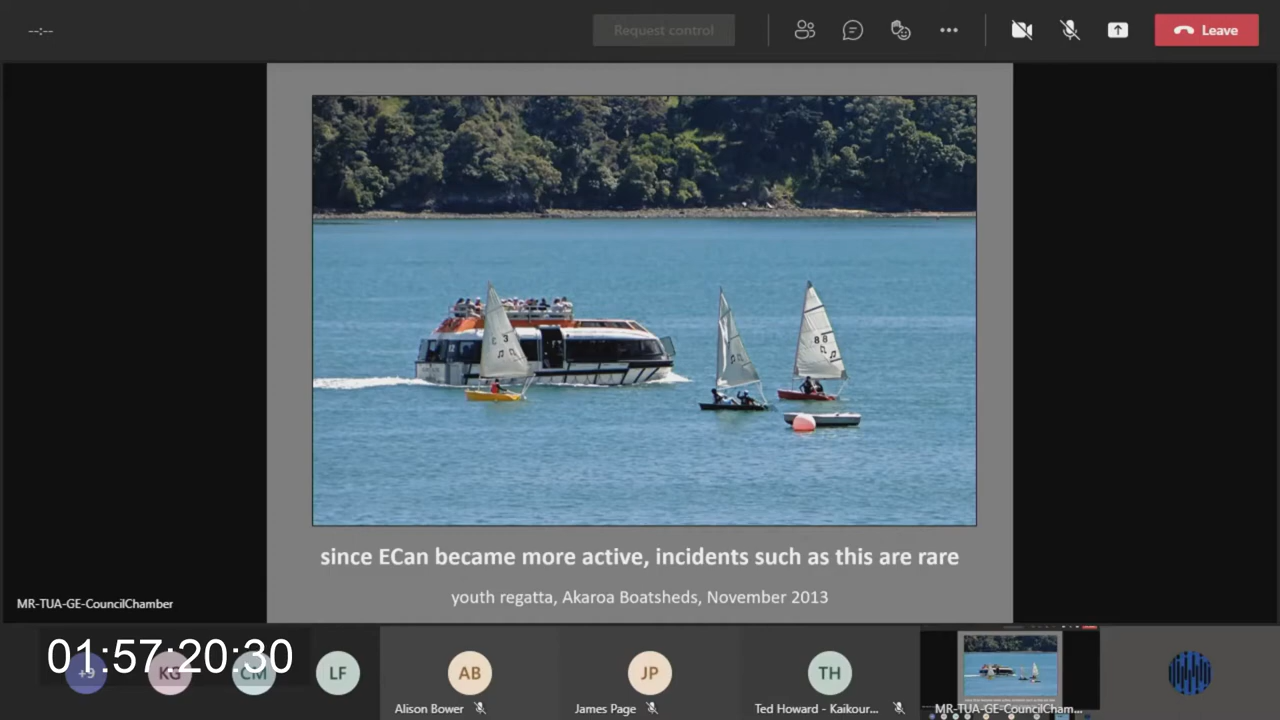 --:--
Request control
Leave
3
88
since ECan became more active, incidents such as this are rare
youth regatta, Akaroa Boatsheds, November 2013
MR-TUA-GE-CouncilChamber
01:57:20:30
+9
KG
CM
LF
AB
JP
TH
Alison Bower
James Page
Ted Howard - Kaikour...
MR-TUA-GE-CouncilCham...